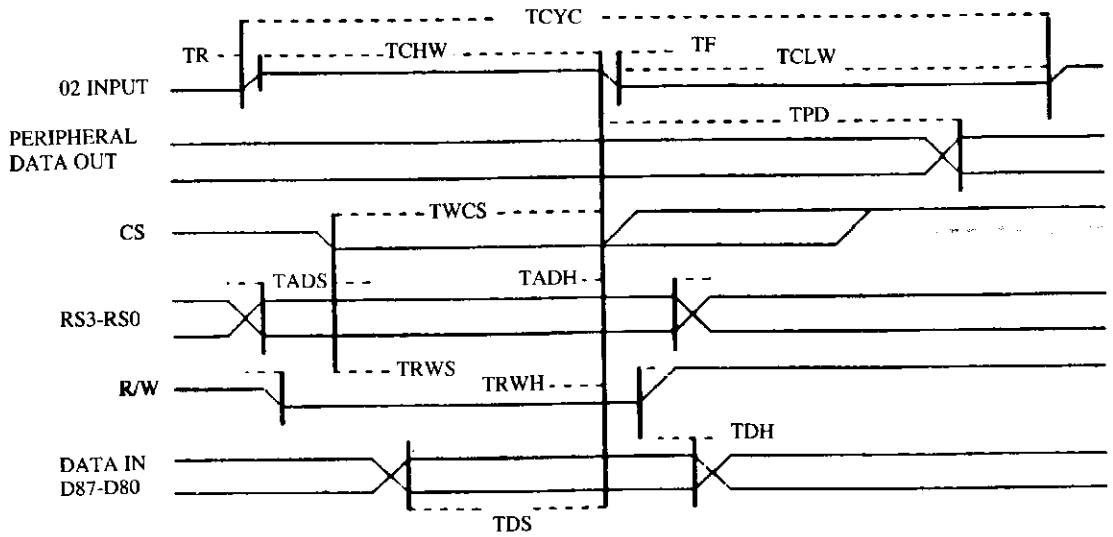 TCYC
TR
TCHW
TF
TCLW
02 INPUT
TPD
PERIPHERAL
DATA OUT
TWCS
CS
TADS
TADH
RS3-RS0
TRWS
TRWH
R/W
TDH
DATA IN
D87-D80
TDS